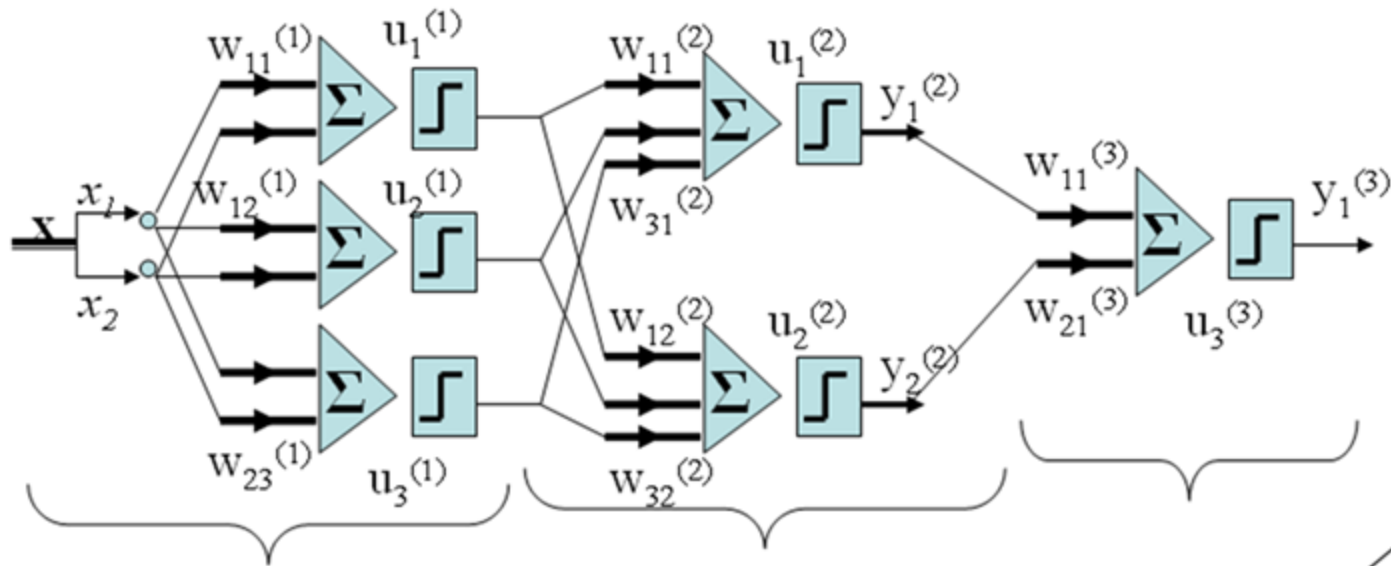 w₁₁⁽¹⁾
u₁⁽¹⁾
w₁₁⁽²⁾
u₁⁽²⁾
Σ
Σ
y₁⁽²⁾
w₁₁⁽³⁾
x
x₁
w₁₂⁽¹⁾
u₂⁽¹⁾
w₃₁⁽²⁾
y₁⁽³⁾
Σ
Σ
x₂
w₁₂⁽²⁾
u₂⁽²⁾
w₂₁⁽³⁾
u₃⁽³⁾
Σ
Σ
y₂⁽²⁾
w₂₃⁽¹⁾
u₃⁽¹⁾
w₃₂⁽²⁾